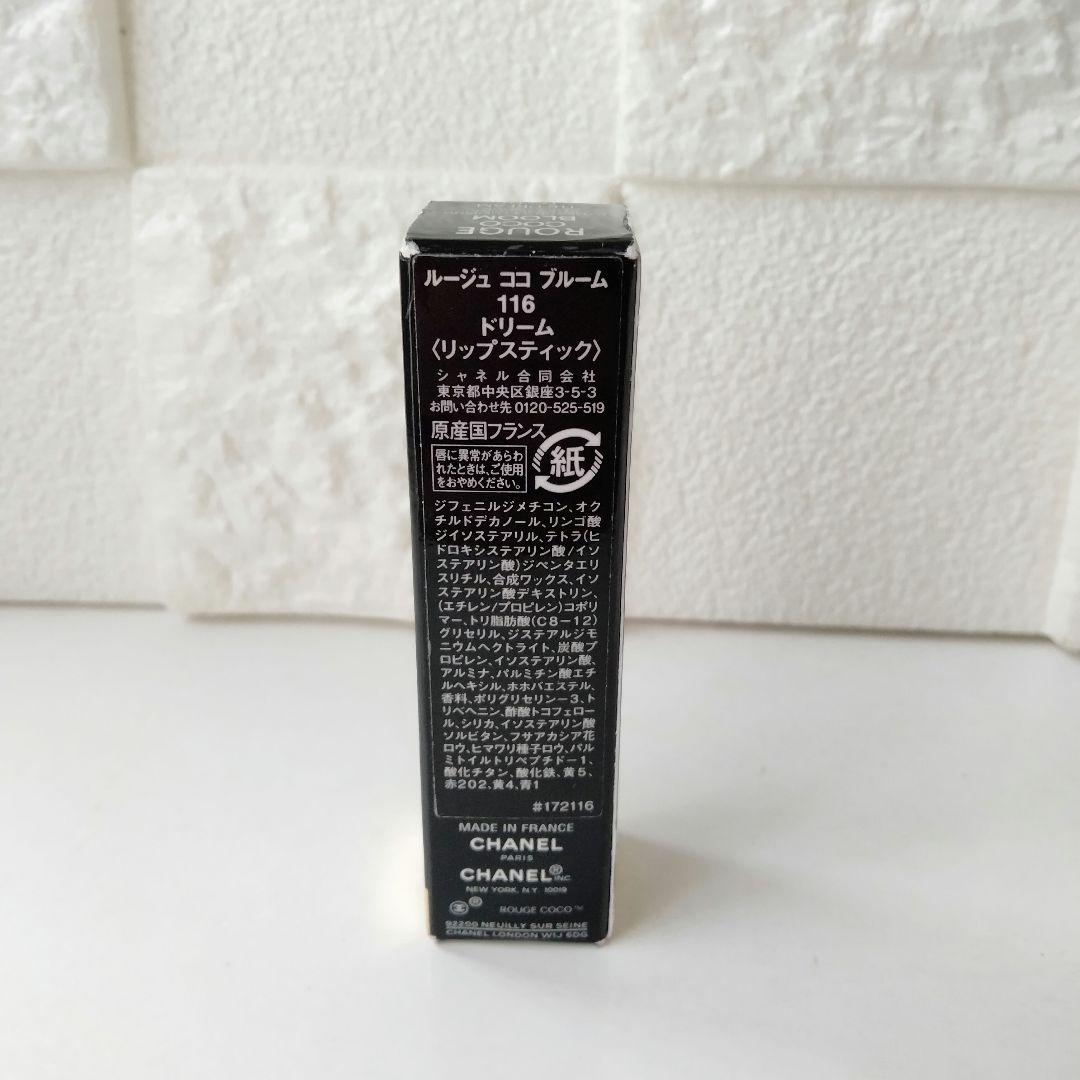 ROUGE
COCO
BLOOM
ルージュ ココ ブルーム
116
ドリーム
〈リップスティック〉
シャネル合同会社
東京都中央区銀座3-5-3
お問い合わせ先 0120-525-519
原産国フランス
紙
唇に異常があらわ
れたときは、ご使用
をおやめください。
ジフェニルジメチコン、オク
チルドデカノール、リンゴ酸
ジイソステアリル、テトラ(ヒ
ドロキシステアリン酸/イソ
ステアリン酸)ジペンタエリ
スリチル、合成ワックス、イソ
ステアリン酸デキストリン、
(エチレン/プロピレン)コポリ
マー、トリ脂肪酸(C8-12)
グリセリル、ジステアルジモ
ニウムヘクトライト、炭酸プ
ロピレン、イソステアリン酸、
アルミナ、パルミチン酸エチ
ルヘキシル、ホホバエステル、
香料、ポリグリセリン-3、ト
リベヘニン、酢酸トコフェロー
ル、シリカ、イソステアリン酸
ソルビタン、フサアカシア花
ロウ、ヒマワリ種子ロウ、パル
ミトイルトリペプチド-1、
酸化チタン、酸化鉄、黄5、
赤202、黄4、青1
#172116
MADE IN FRANCE
CHANEL
PARIS
CHANEL® INC.
NEW YORK, N.Y. 10019
® ROUGE COCO™
92200 NEUILLY SUR SEINE
CHANEL LONDON W1J 6DG